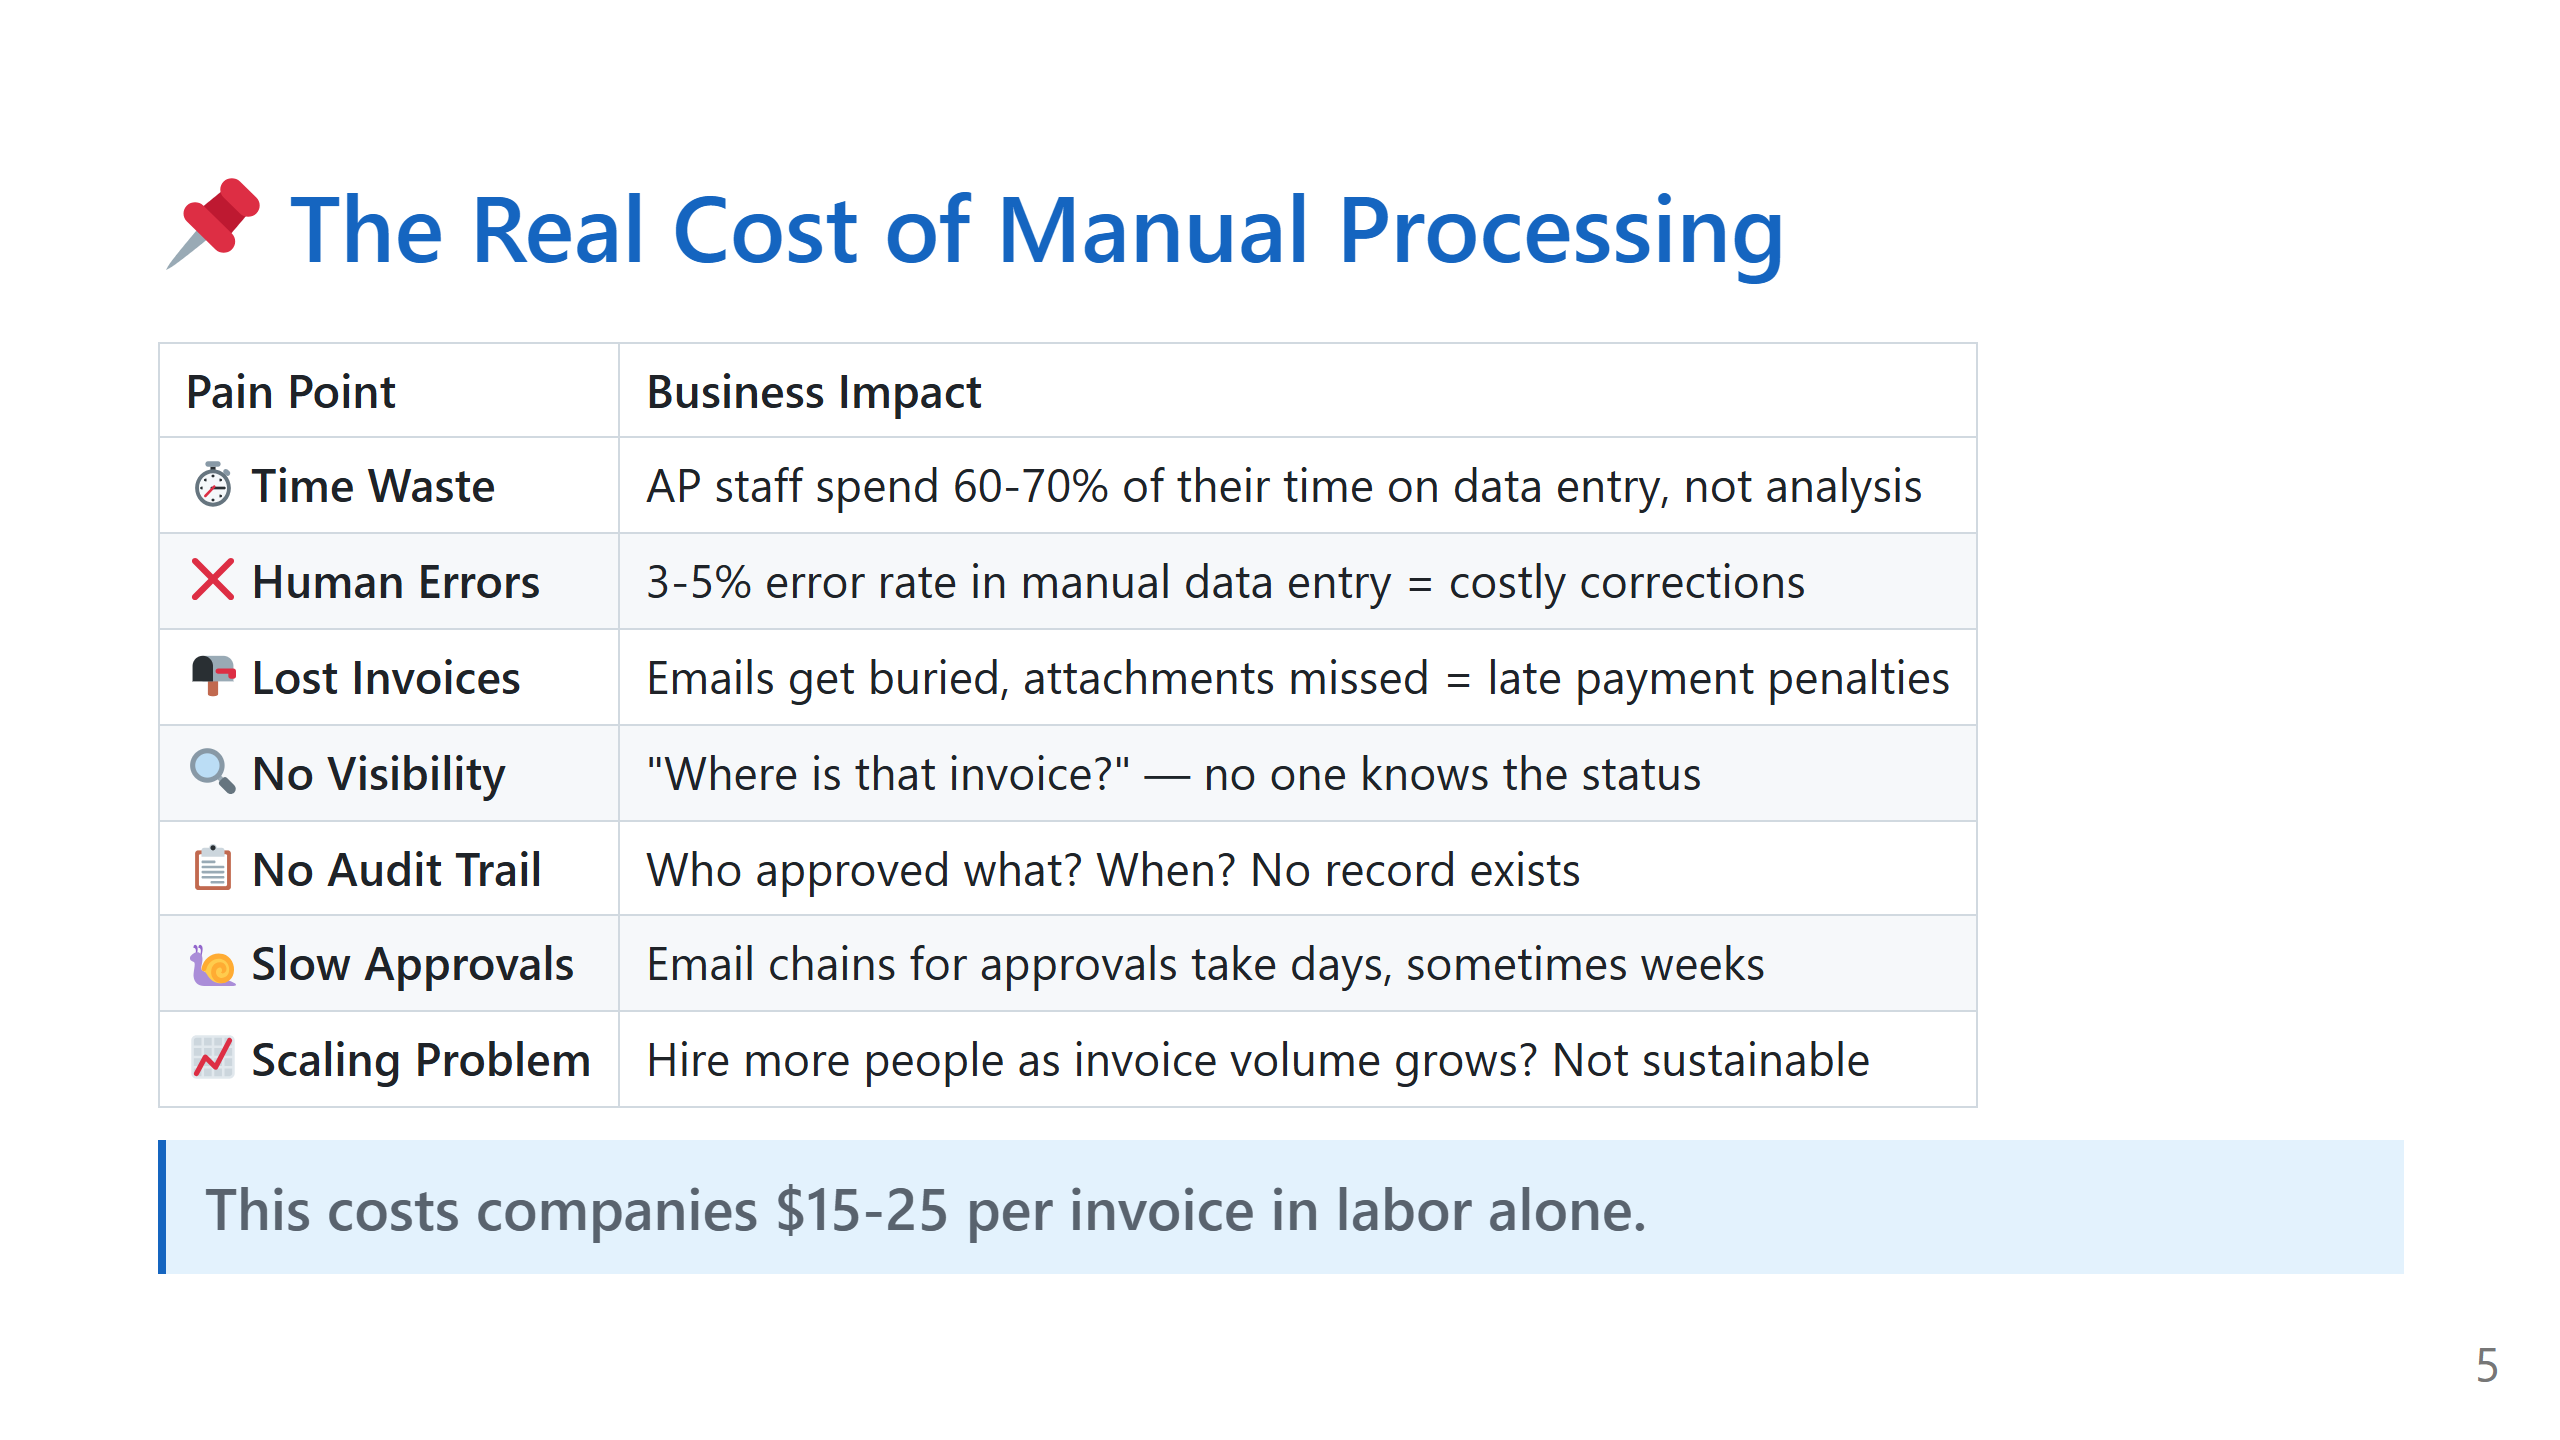 📌 The Real Cost of Manual Processing
Pain Point | Business Impact
⏱ Time Waste | AP staff spend 60-70% of their time on data entry, not analysis
❌ Human Errors | 3-5% error rate in manual data entry = costly corrections
📭 Lost Invoices | Emails get buried, attachments missed = late payment penalties
🔍 No Visibility | "Where is that invoice?" — no one knows the status
📋 No Audit Trail | Who approved what? When? No record exists
🐌 Slow Approvals | Email chains for approvals take days, sometimes weeks
📈 Scaling Problem | Hire more people as invoice volume grows? Not sustainable
This costs companies $15-25 per invoice in labor alone.
5